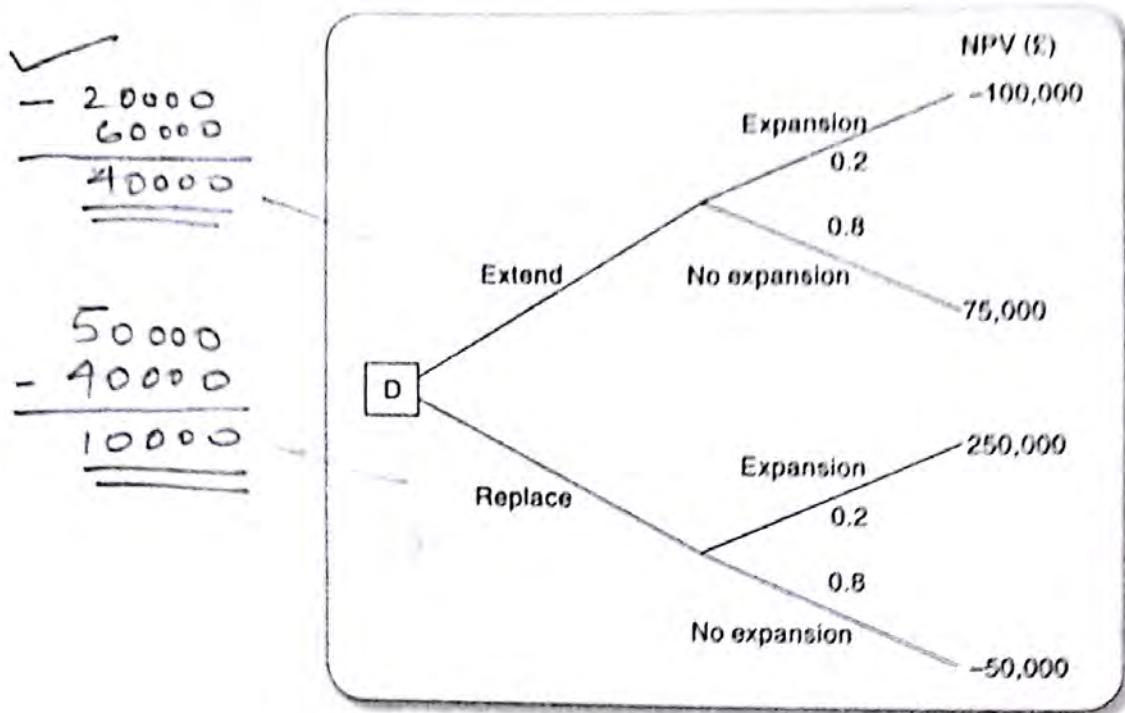 - 20000
60000
40000
50000
- 40000
10000
NPV (£)
-100,000
Expansion
0.2
0.8
No expansion
75,000
Extend
D
Replace
250,000
Expansion
0.2
0.8
No expansion
-50,000